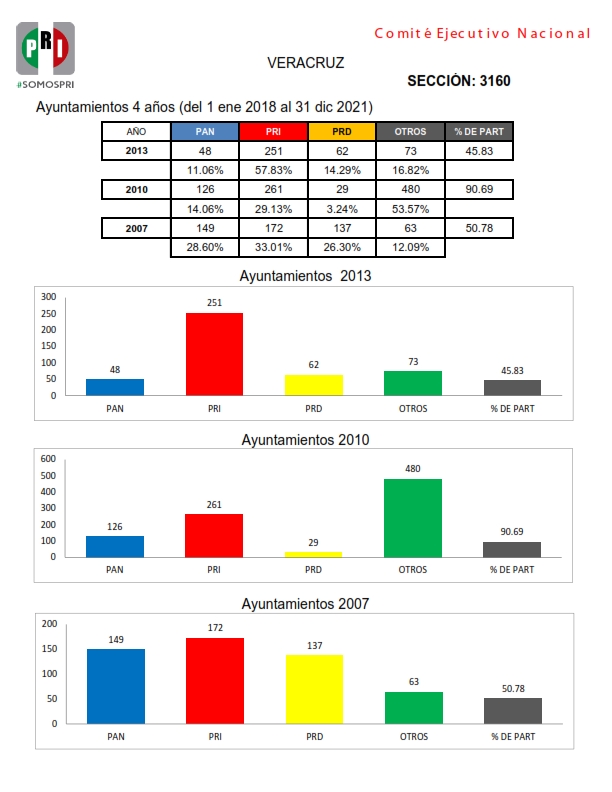 Comité Ejecutivo Nacional
PRI
#SOMOSPRI
VERACRUZ
SECCIÓN: 3160
Ayuntamientos 4 años (del 1 ene 2018 al 31 dic 2021)
AÑO PAN PRI PRD OTROS % DE PART
2013 48 251 62 73 45.83
11.06% 57.83% 14.29% 16.82%
2010 126 261 29 480 90.69
14.06% 29.13% 3.24% 53.57%
2007 149 172 137 63 50.78
28.60% 33.01% 26.30% 12.09%
Ayuntamientos 2013
300
250
200
150
100
50
0
48 251 62 73 45.83
PAN PRI PRD OTROS % DE PART
Ayuntamientos 2010
600
500
400
300
200
100
0
126 261 29 480 90.69
PAN PRI PRD OTROS % DE PART
Ayuntamientos 2007
200
150
100
50
0
149 172 137 63 50.78
PAN PRI PRD OTROS % DE PART